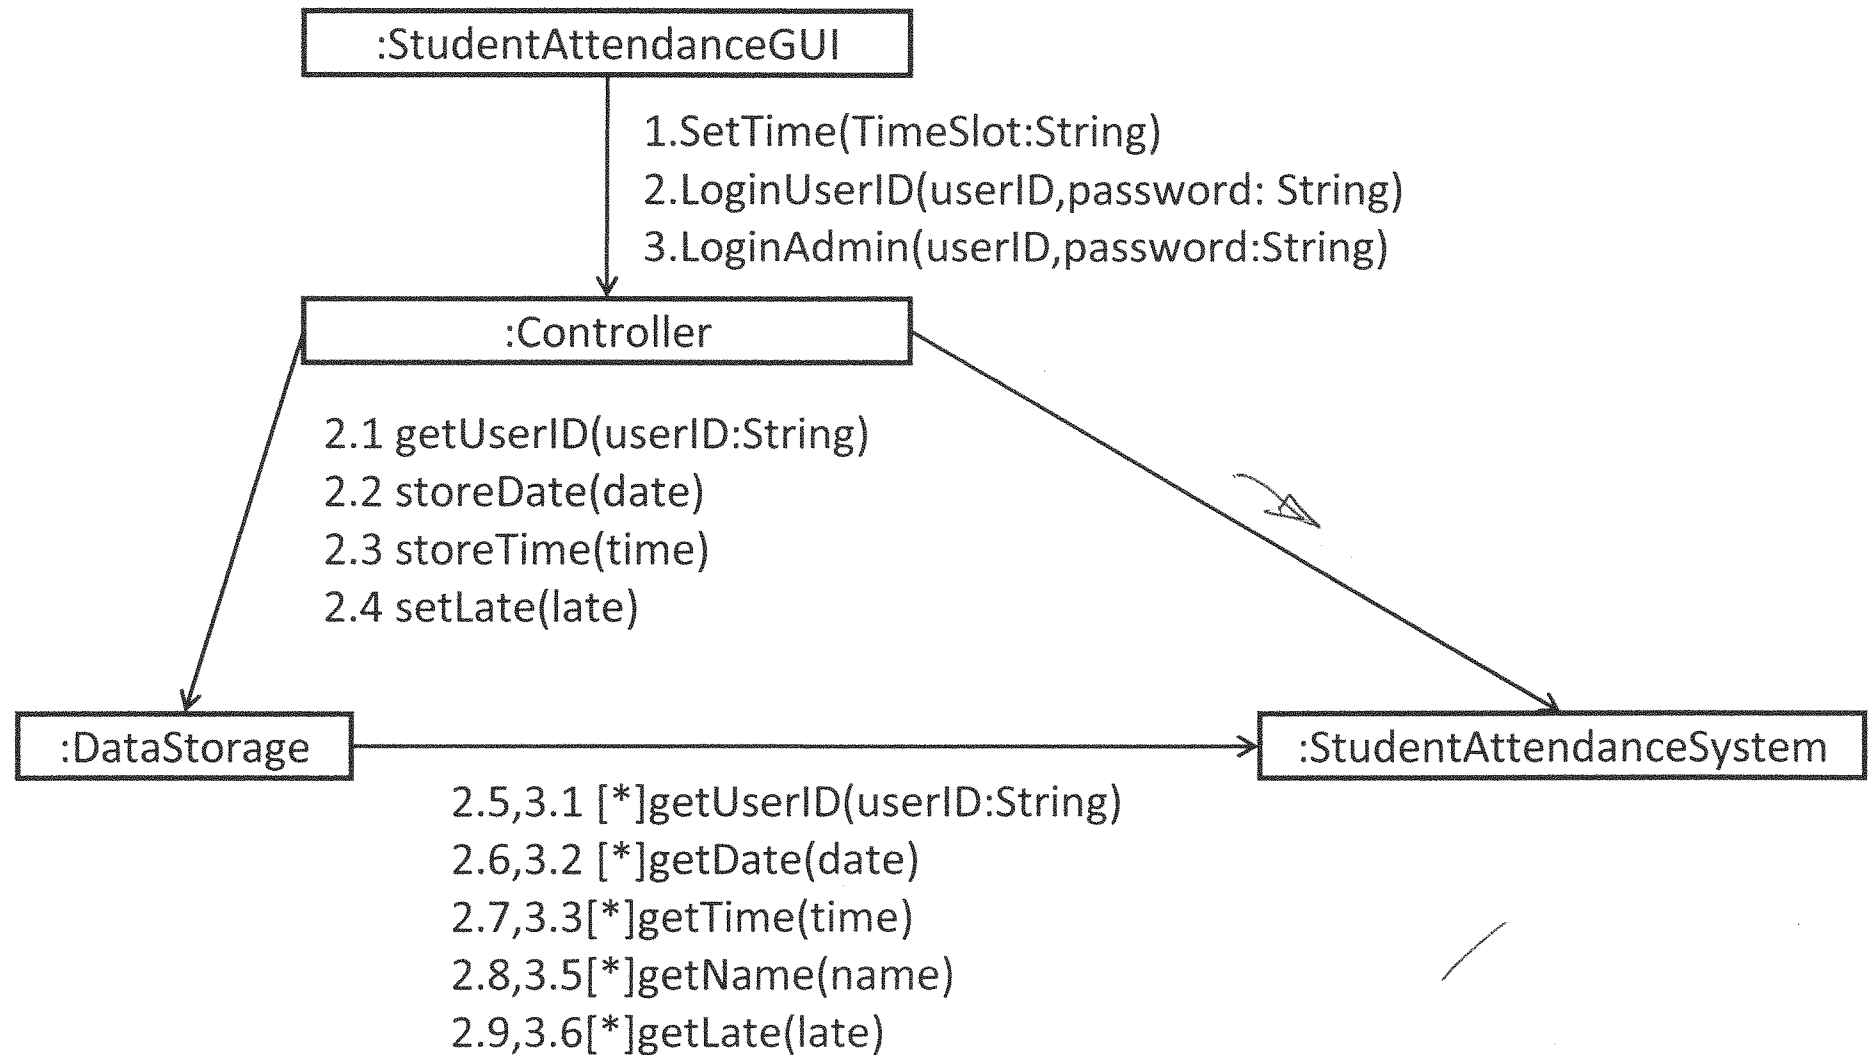 :StudentAttendanceGUI
1.SetTime(TimeSlot:String)
2.LoginUserID(userID,password: String)
3.LoginAdmin(userID,password:String)
:Controller
2.1 getUserID(userID:String)
2.2 storeDate(date)
2.3 storeTime(time)
2.4 setLate(late)
:DataStorage
:StudentAttendanceSystem
2.5,3.1 [*]getUserID(userID:String)
2.6,3.2 [*]getDate(date)
2.7,3.3[*]getTime(time)
2.8,3.5[*]getName(name)
2.9,3.6[*]getLate(late)